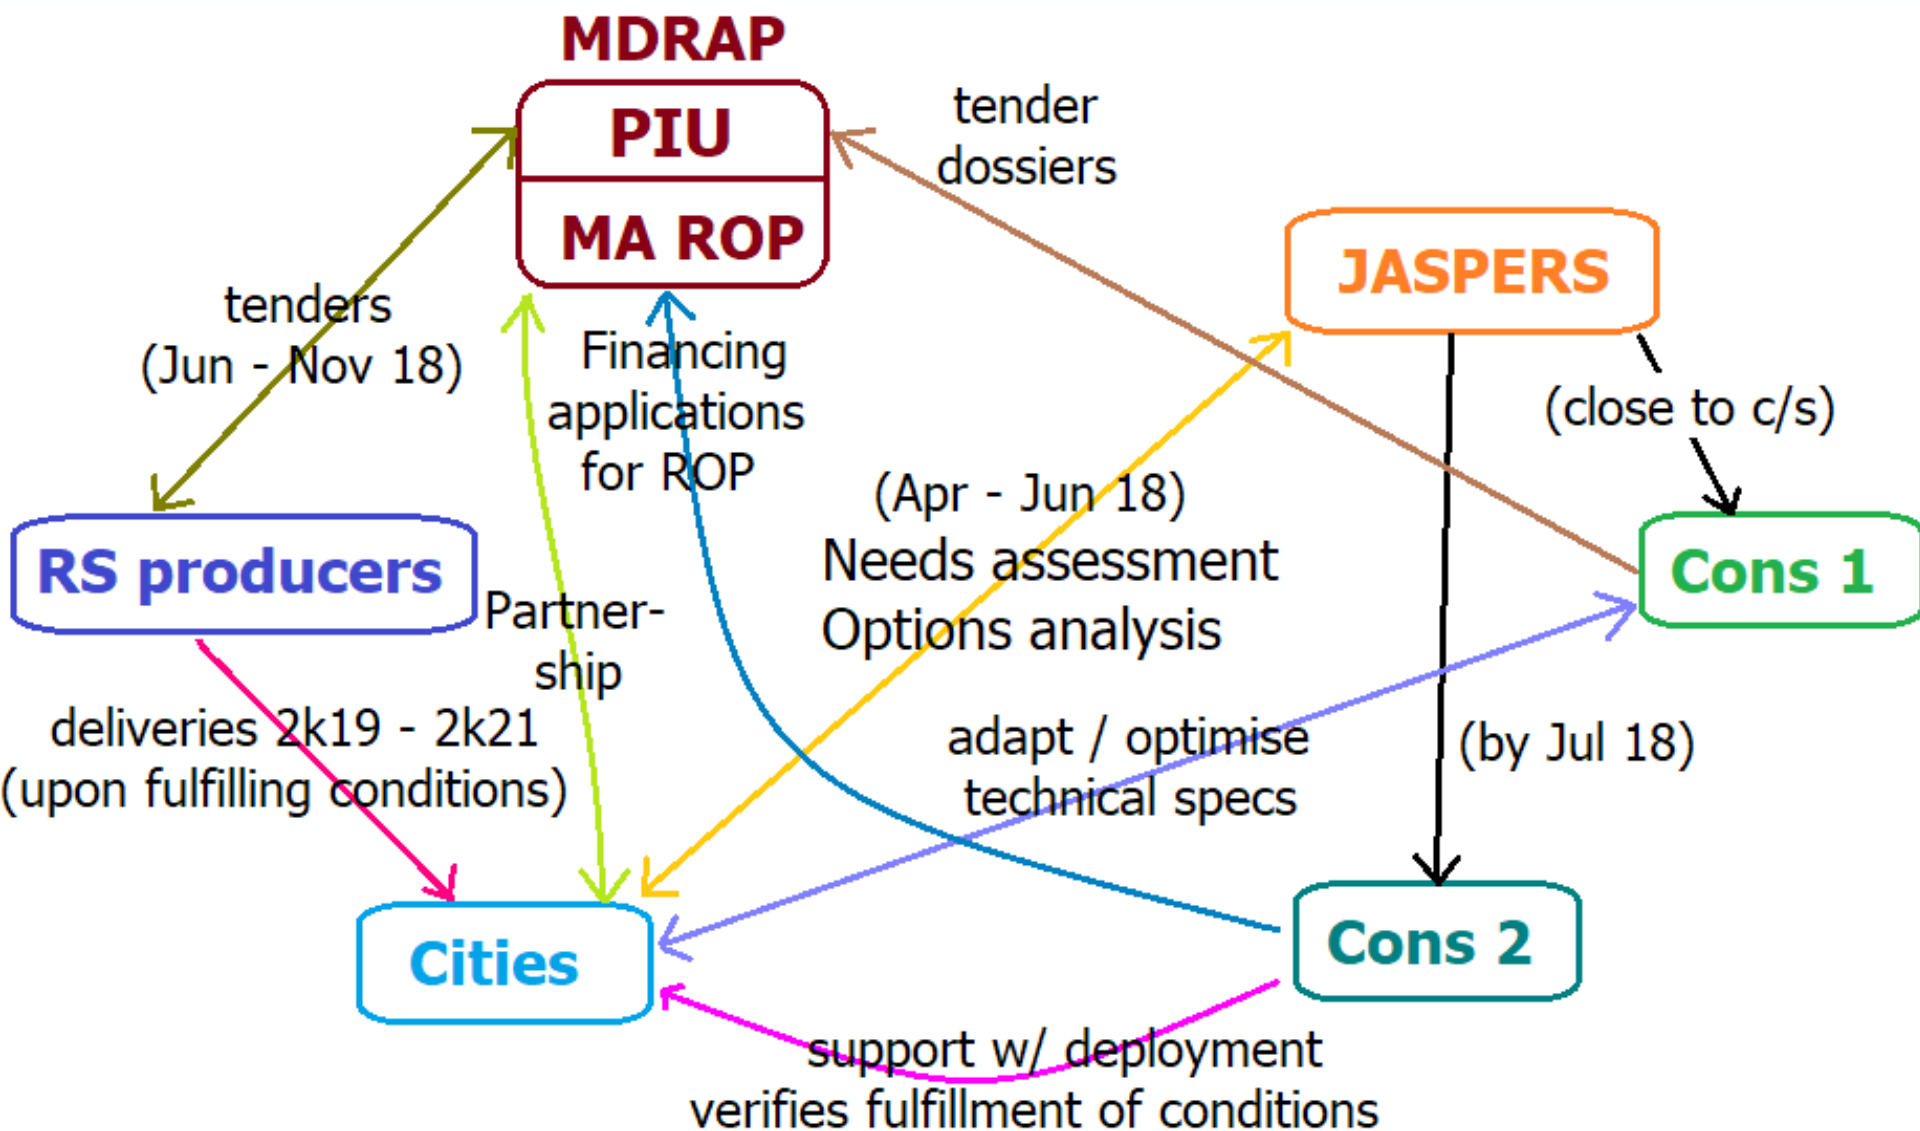 MDRAP
PIU
MA ROP
tender
dossiers
JASPERS
tenders
(Jun - Nov 18)
Financing
applications
for ROP
(close to c/s)
(Apr - Jun 18)
Needs assessment
Options analysis
RS producers
Cons 1
Partner-
ship
deliveries 2k19 - 2k21
(upon fulfilling conditions)
adapt / optimise
technical specs
(by Jul 18)
Cities
Cons 2
support w/ deployment
verifies fulfillment of conditions